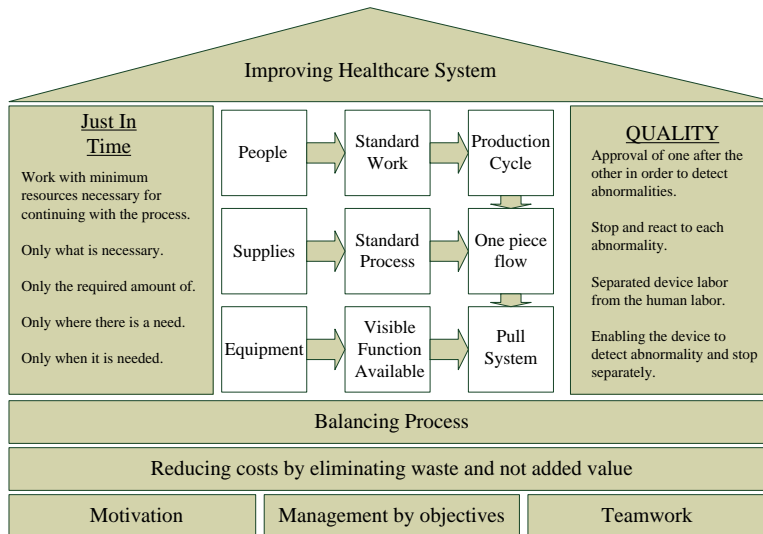 Improving Healthcare System
Just In
Time
Work with minimum
resources necessary for
continuing with the process.
Only what is necessary.
Only the required amount of.
Only where there is a need.
Only when it is needed.
People
Standard
Work
Production
Cycle
Supplies
Standard
Process
One piece
flow
Equipment
Visible
Function
Available
Pull
System
QUALITY
Approval of one after the
other in order to detect
abnormalities.
Stop and react to each
abnormality.
Separated device labor
from the human labor.
Enabling the device to
detect abnormality and stop
separately.
Balancing Process
Reducing costs by eliminating waste and not added value
Motivation
Management by objectives
Teamwork